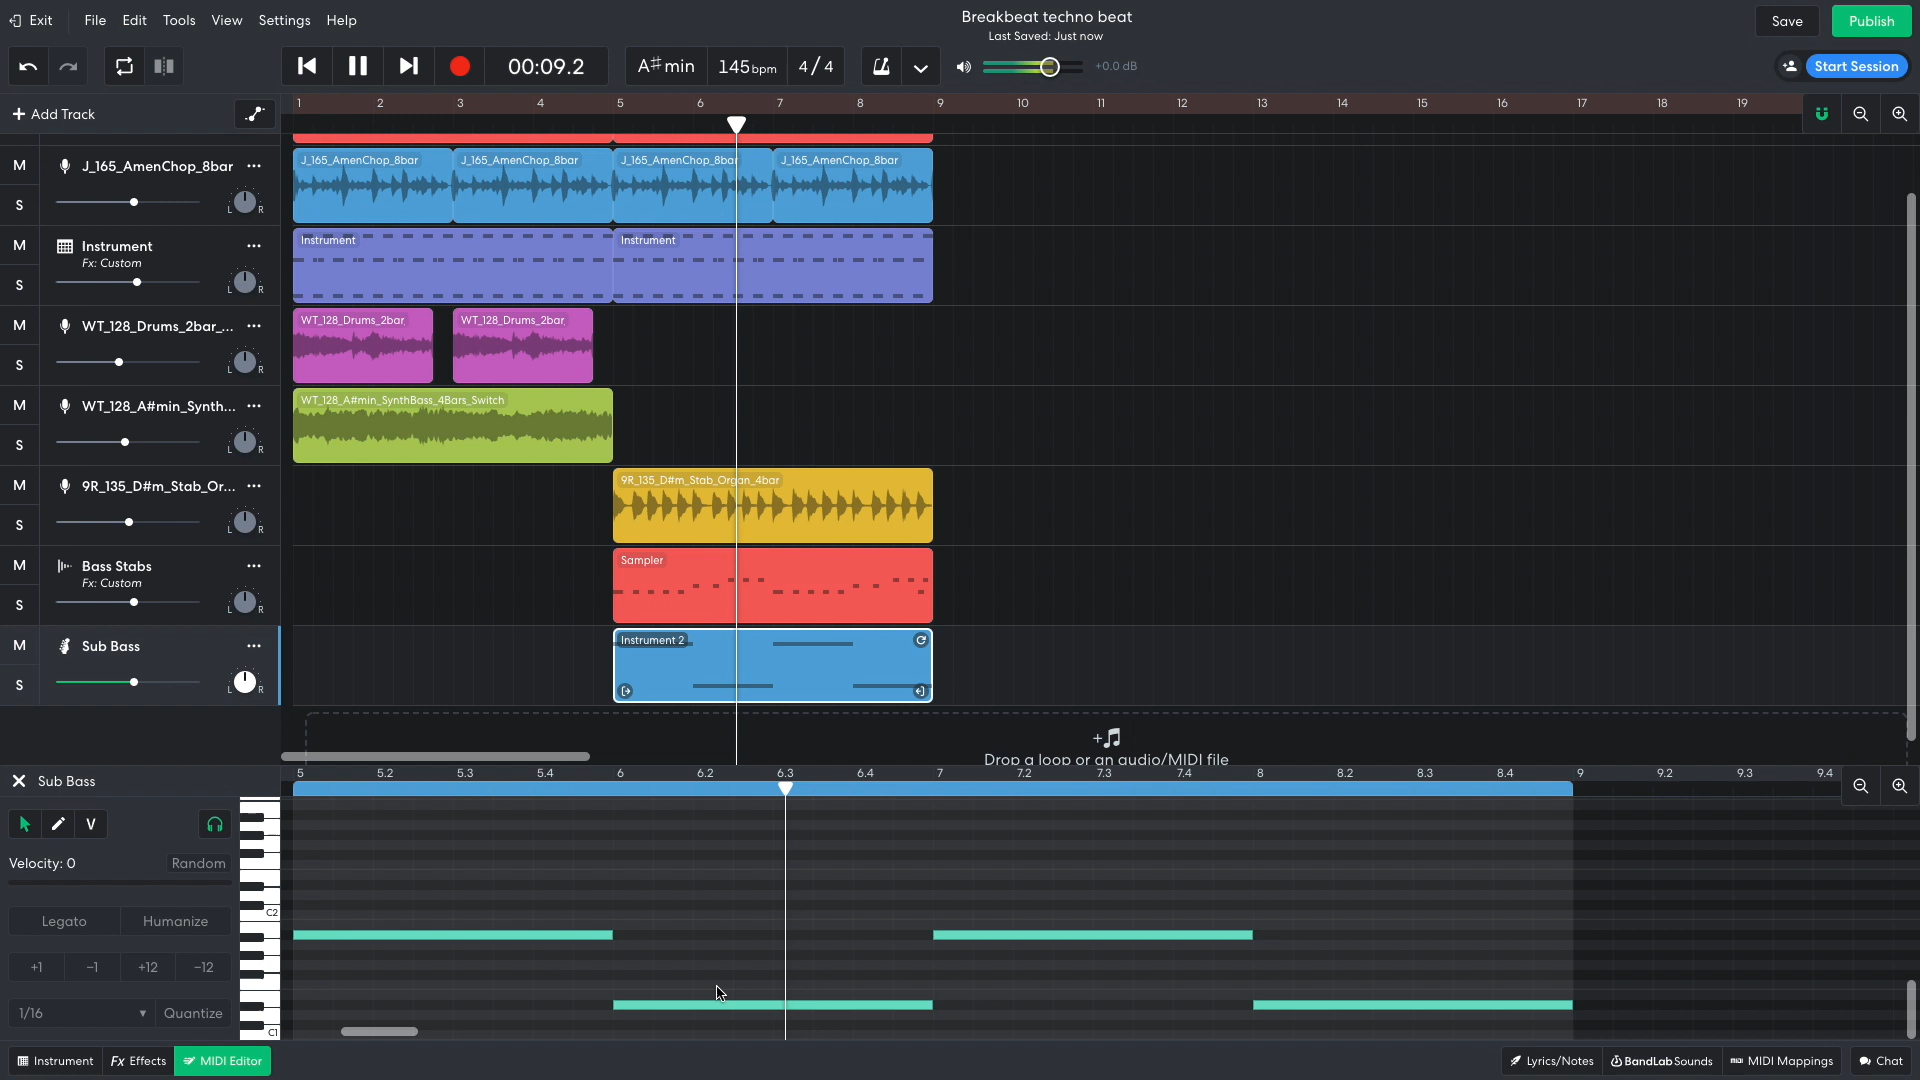 Exit File Edit Tools View Settings Help
Breakbeat techno beat
Last Saved: Just now
Save Publish
00:09.2
A#min 145bpm 4/4
+0.0 dB
Start Session
+ Add Track
1 2 3 4 5 6 7 8 9 10 11 12 13 14 15 16 17 18 19
M J_165_AmenChop_8bar ...
S L R
J_165_AmenChop_8bar J_165_AmenChop_8bar J_165_AmenChop_8bar J_165_AmenChop_8bar
M Instrument ...
Fx: Custom
S L R
Instrument Instrument
M WT_128_Drums_2bar_... ...
S L R
WT_128_Drums_2bar WT_128_Drums_2bar
M WT_128_A#min_Synth... ...
S L R
WT_128_A#min_SynthBass_4Bars_Switch
M 9R_135_D#m_Stab_Or... ...
S L R
9R_135_D#m_Stab_Organ_4bar
M Bass Stabs ...
Fx: Custom
S L R
Sampler
M Sub Bass ...
S L R
Instrument 2
Drop a loop or an audio/MIDI file
Sub Bass
5 5.2 5.3 5.4 6 6.2 6.3 6.4 7 7.2 7.3 7.4 8 8.2 8.3 8.4 9 9.2 9.3 9.4
V
Velocity: 0 Random
Legato Humanize
+1 -1 +12 -12
1/16 Quantize
C2
C1
Instrument Fx Effects MIDI Editor
Lyrics/Notes BandLab Sounds MIDI Mappings Chat